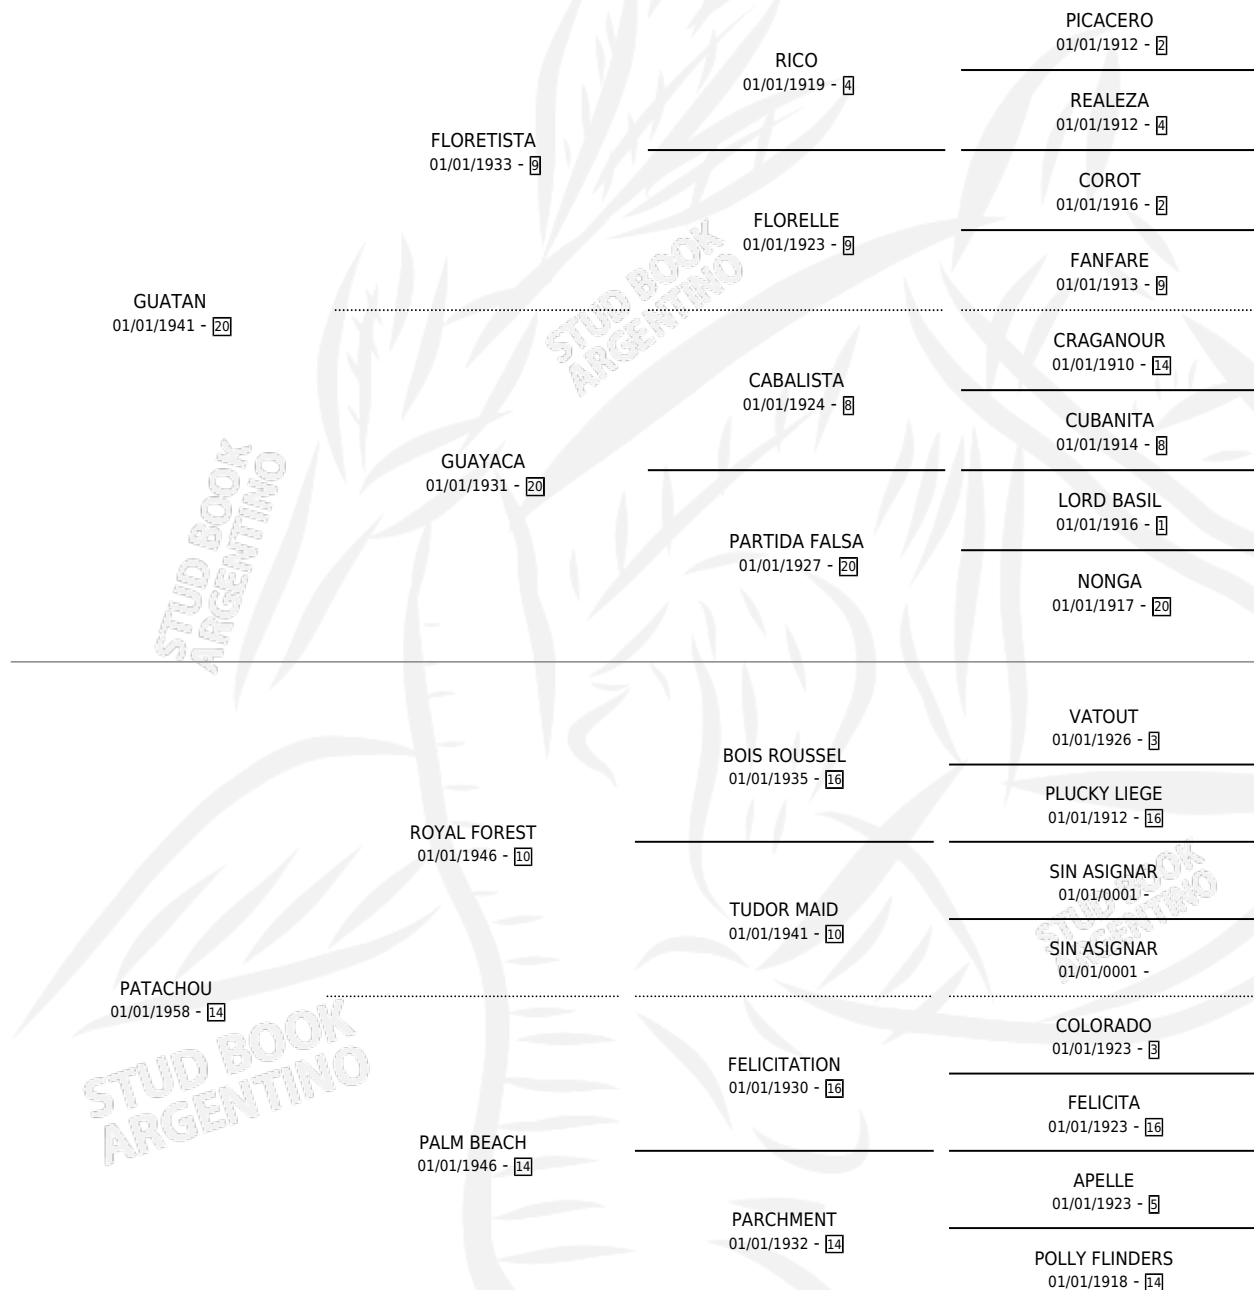 PICACERO
01/01/1912 - 2
RICO
01/01/1919 - 4
REALEZA
01/01/1912 - 4
FLORETISTA
01/01/1933 - 9
COROT
01/01/1916 - 2
FLORELLE
01/01/1923 - 9
FANFARE
01/01/1913 - 9
GUATAN
01/01/1941 - 20
CRAGANOUR
01/01/1910 - 14
CABALISTA
01/01/1924 - 8
CUBANITA
01/01/1914 - 8
GUAYACA
01/01/1931 - 20
LORD BASIL
01/01/1916 - 1
PARTIDA FALSA
01/01/1927 - 20
NONGA
01/01/1917 - 20
VATOUT
01/01/1926 - 3
BOIS ROUSSEL
01/01/1935 - 16
PLUCKY LIEGE
01/01/1912 - 16
ROYAL FOREST
01/01/1946 - 10
SIN ASIGNAR
01/01/0001 -
TUDOR MAID
01/01/1941 - 10
SIN ASIGNAR
01/01/0001 -
PATACHOU
01/01/1958 - 14
COLORADO
01/01/1923 - 3
FELICITATION
01/01/1930 - 16
FELICITA
01/01/1923 - 16
PALM BEACH
01/01/1946 - 14
APELLE
01/01/1923 - 5
PARCHMENT
01/01/1932 - 14
POLLY FLINDERS
01/01/1918 - 14
STUD BOOK
ARGENTINO
STUD BOOK
ARGENTINO
STUD BOOK
ARGENTINO
STUD BOOK
ARGENTINO